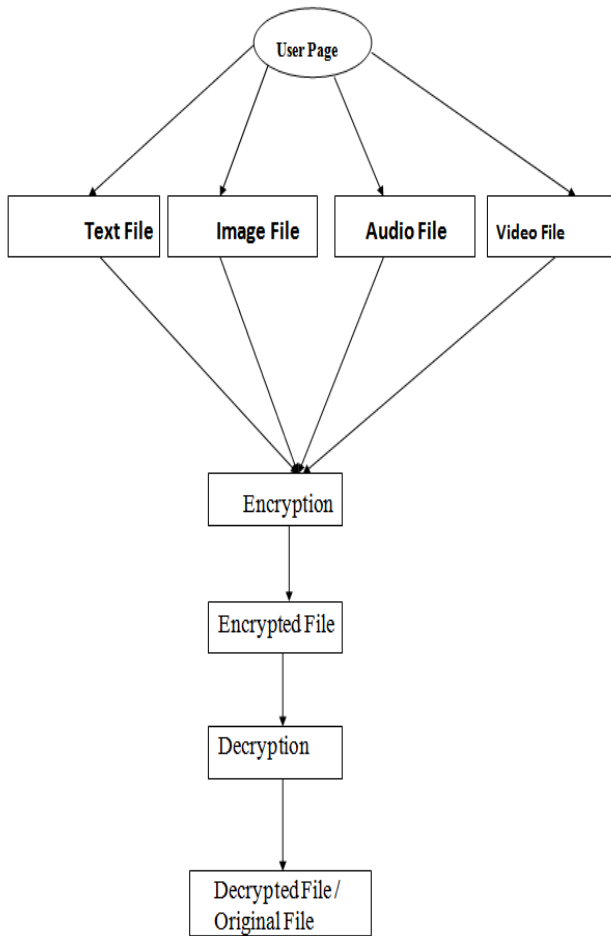 User Page
Text File
Image File
Audio File
Video File
Encryption
Encrypted File
Decryption
Decrypted File /
Original File